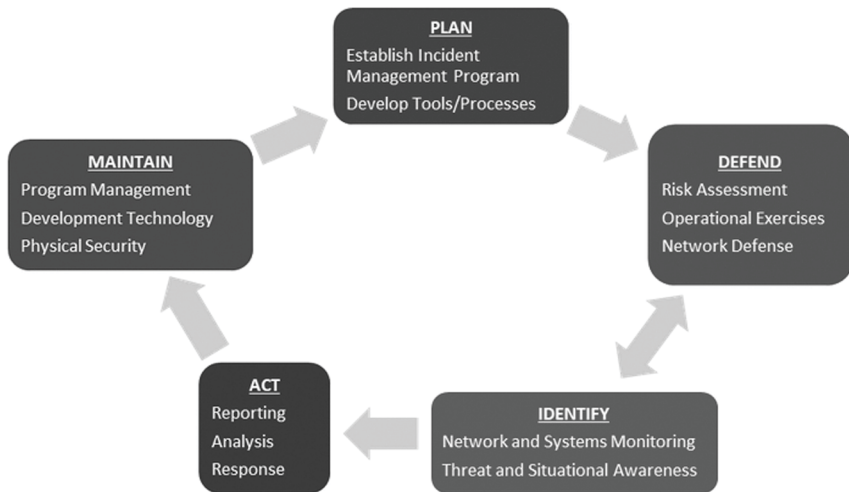 PLAN
Establish Incident
Management Program
Develop Tools/Processes
MAINTAIN
Program Management
Development Technology
Physical Security
DEFEND
Risk Assessment
Operational Exercises
Network Defense
ACT
Reporting
Analysis
Response
IDENTIFY
Network and Systems Monitoring
Threat and Situational Awareness